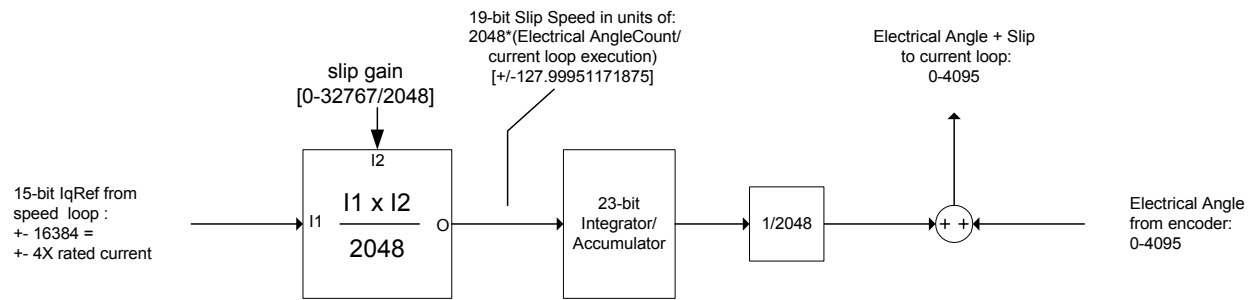 19-bit Slip Speed in units of:
2048*(Electrical AngleCount/
current loop execution)
[+/-127.99951171875]
Electrical Angle + Slip
to current loop:
0-4095
slip gain
[0-32767/2048]
15-bit IqRef from
speed loop :
+- 16384 =
+- 4X rated current
I2
I1
I1 x I2
2048
O
23-bit
Integrator/
Accumulator
1/2048
+ +
Electrical Angle
from encoder:
0-4095